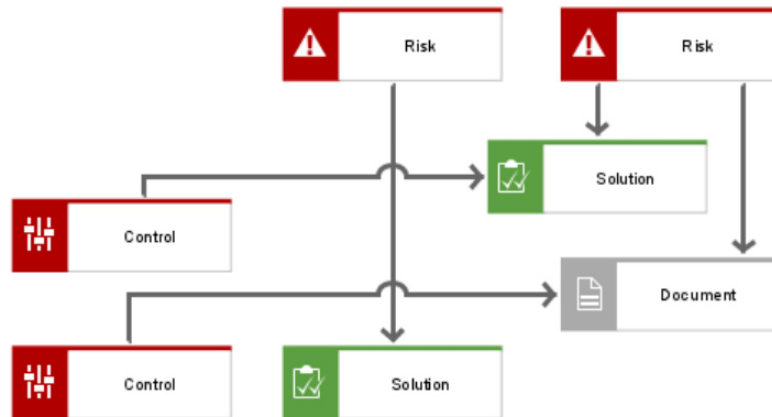 Risk
Risk
Solution
Control
Document
Control
Solution